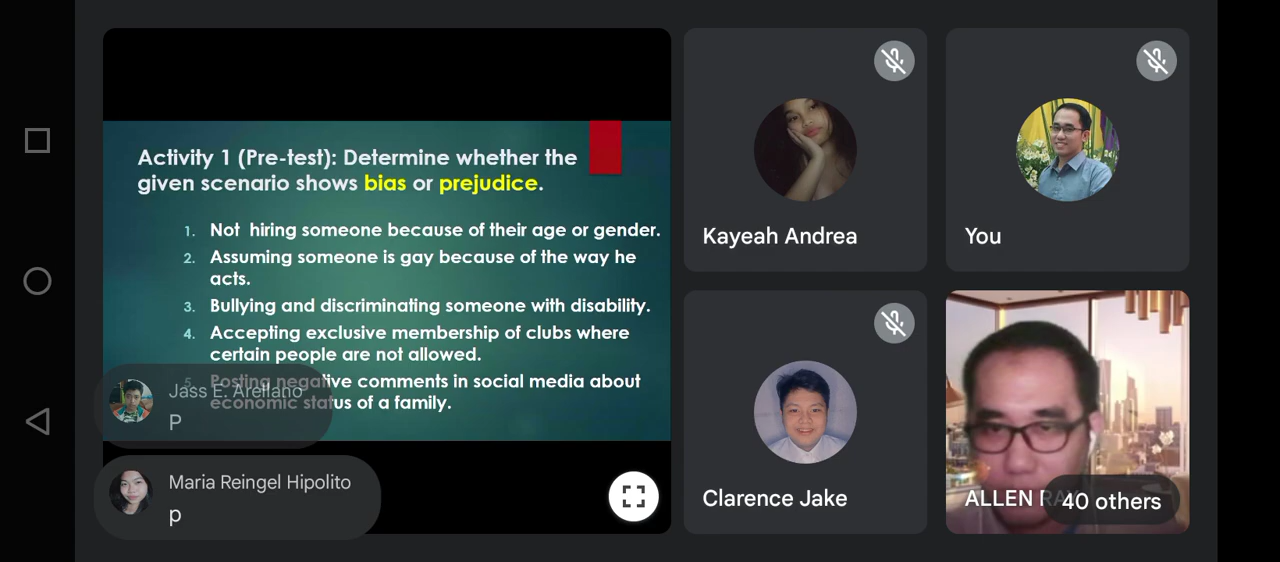 Activity 1 (Pre-test): Determine whether the
given scenario shows bias or prejudice.
1. Not hiring someone because of their age or gender.
2. Assuming someone is gay because of the way he
acts.
3. Bullying and discriminating someone with disability.
4. Accepting exclusive membership of clubs where
certain people are not allowed.
5. Posting negative comments in social media about
economic status of a family.
Jass E. Arellano
P
Maria Reingel Hipolito
p
Kayeah Andrea
You
Clarence Jake
ALLEN
40 others